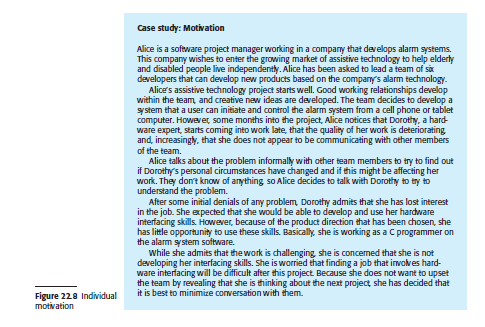 Case study: Motivation
Alice is a software project manager working in a company that develops alarm systems.
This company wishes to enter the growing market of assistive technology to help elderly
and disabled people live independently. Alice has been asked to lead a team of six
developers that can develop new products based on the company's alarm technology.
Alice's assistive technology project starts well. Good working relationships develop
within the team, and creative new ideas are developed. The team decides to develop a
system that a user can initiate and control the alarm system from a cell phone or tablet
computer. However, some months into the project, Alice notices that Dorothy, a hard-
ware expert, starts coming into work late, that the quality of her work is deteriorating,
and, increasingly, that she does not appear to be communicating with other members
of the team.
Alice talks about the problem informally with other team members to try to find out
if Dorothy's personal circumstances have changed and if this might be affecting her
work. They don't know of anything, so Alice decides to talk with Dorothy to try to
understand the problem.
After some initial denials of any problem, Dorothy admits that she has lost interest
in the job. She expected that she would be able to develop and use her hardware
interfacing skills. However, because of the product direction that has been chosen, she
has little opportunity to use these skills. Basically, she is working as a C programmer on
the alarm system software.
While she admits that the work is challenging, she is concerned that she is not
developing her interfacing skills. She is worried that finding a job that involves hard-
ware interfacing will be difficult after this project. Because she does not want to upset
the team by revealing that she is thinking about the next project, she has decided that
it is best to minimize conversation with them.
Figure 22.8 Individual
motivation